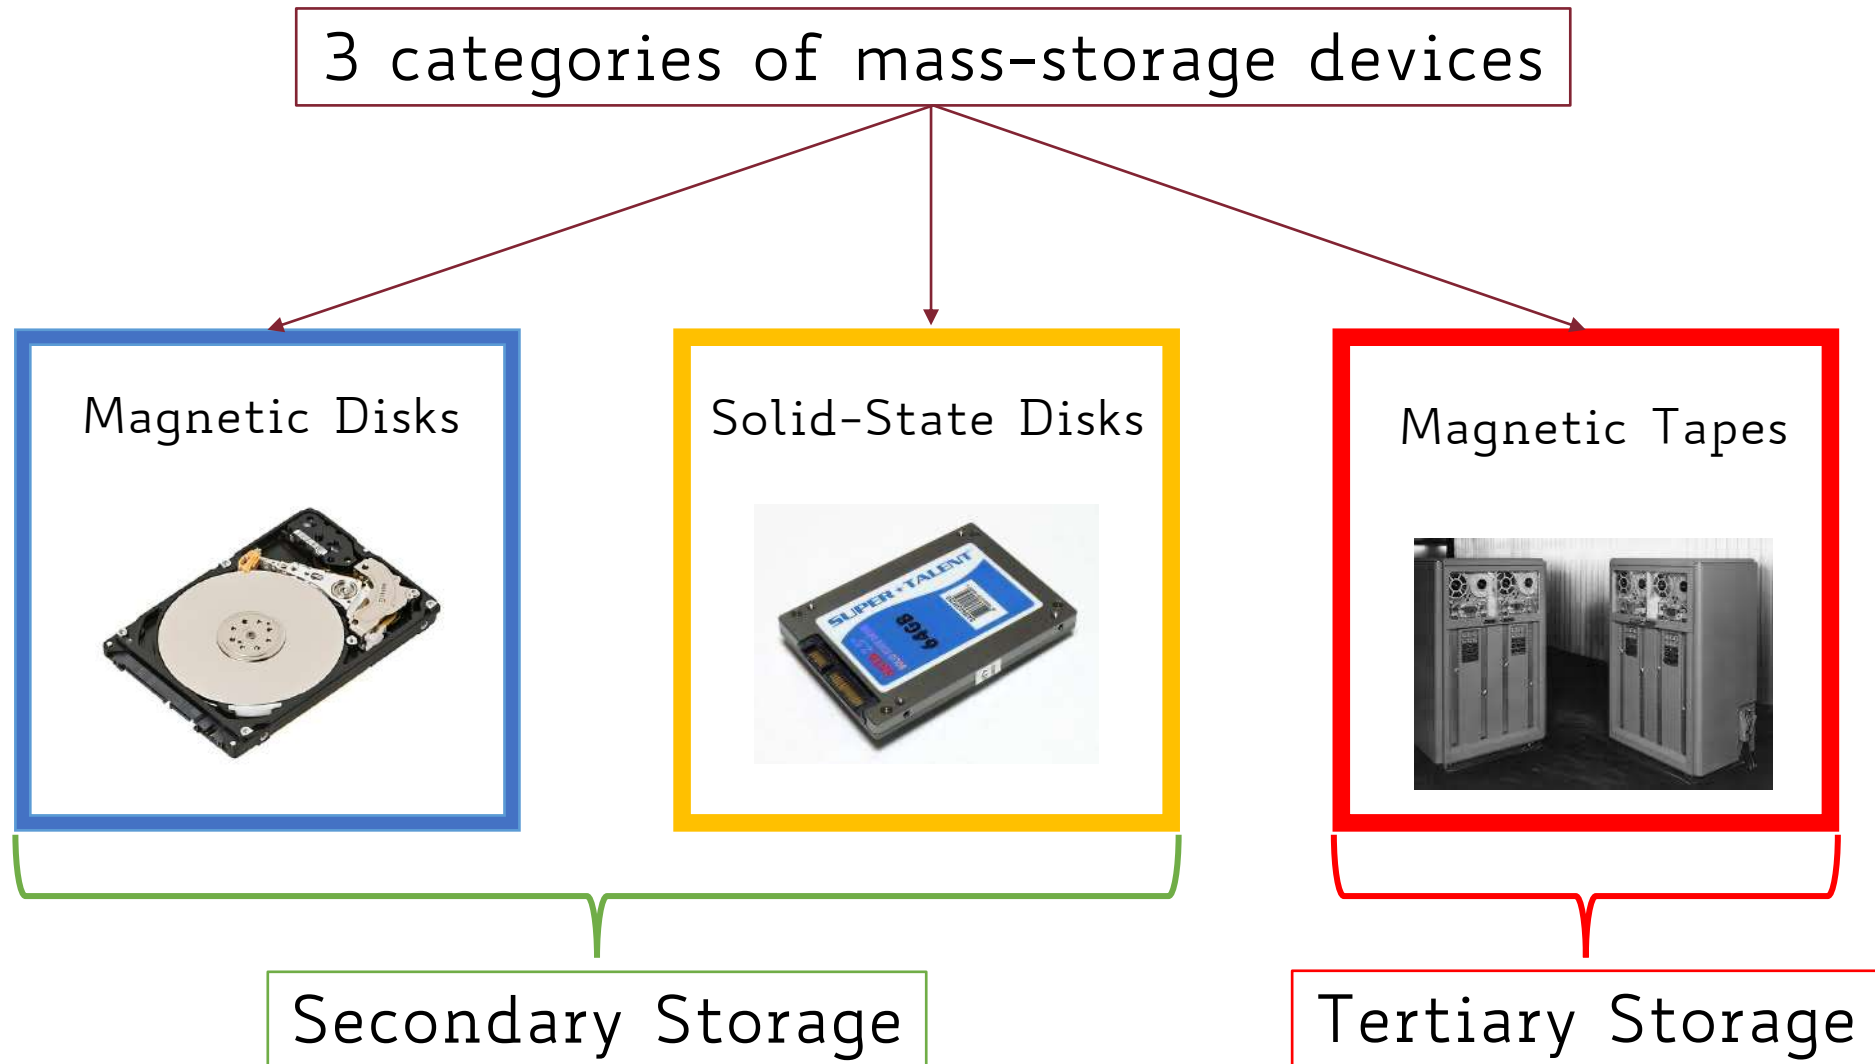 3 categories of mass-storage devices
Magnetic Disks
Solid-State Disks
Magnetic Tapes
SUPER+TALENT
64GB
Secondary Storage
Tertiary Storage